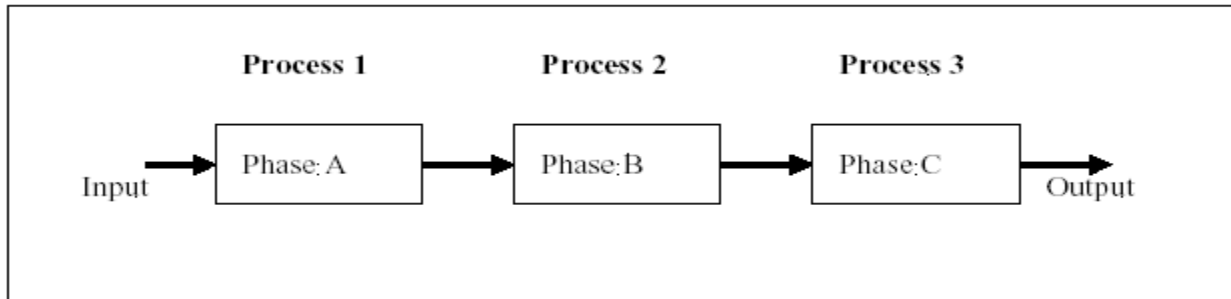 Process 1 Process 2 Process 3
Phase:A Phase:B Phase:C
Input Output